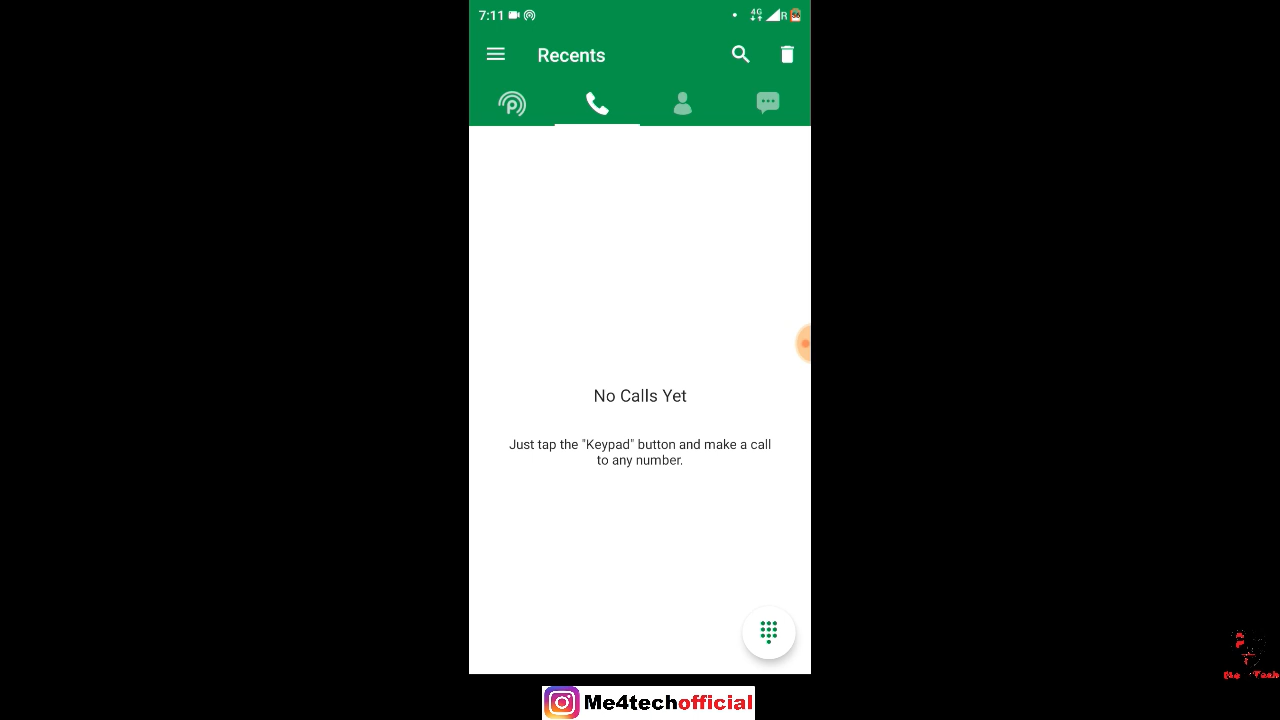 7:11
4G
R
56
Recents
No Calls Yet
Just tap the "Keypad" button and make a call
to any number.
Me4techofficial